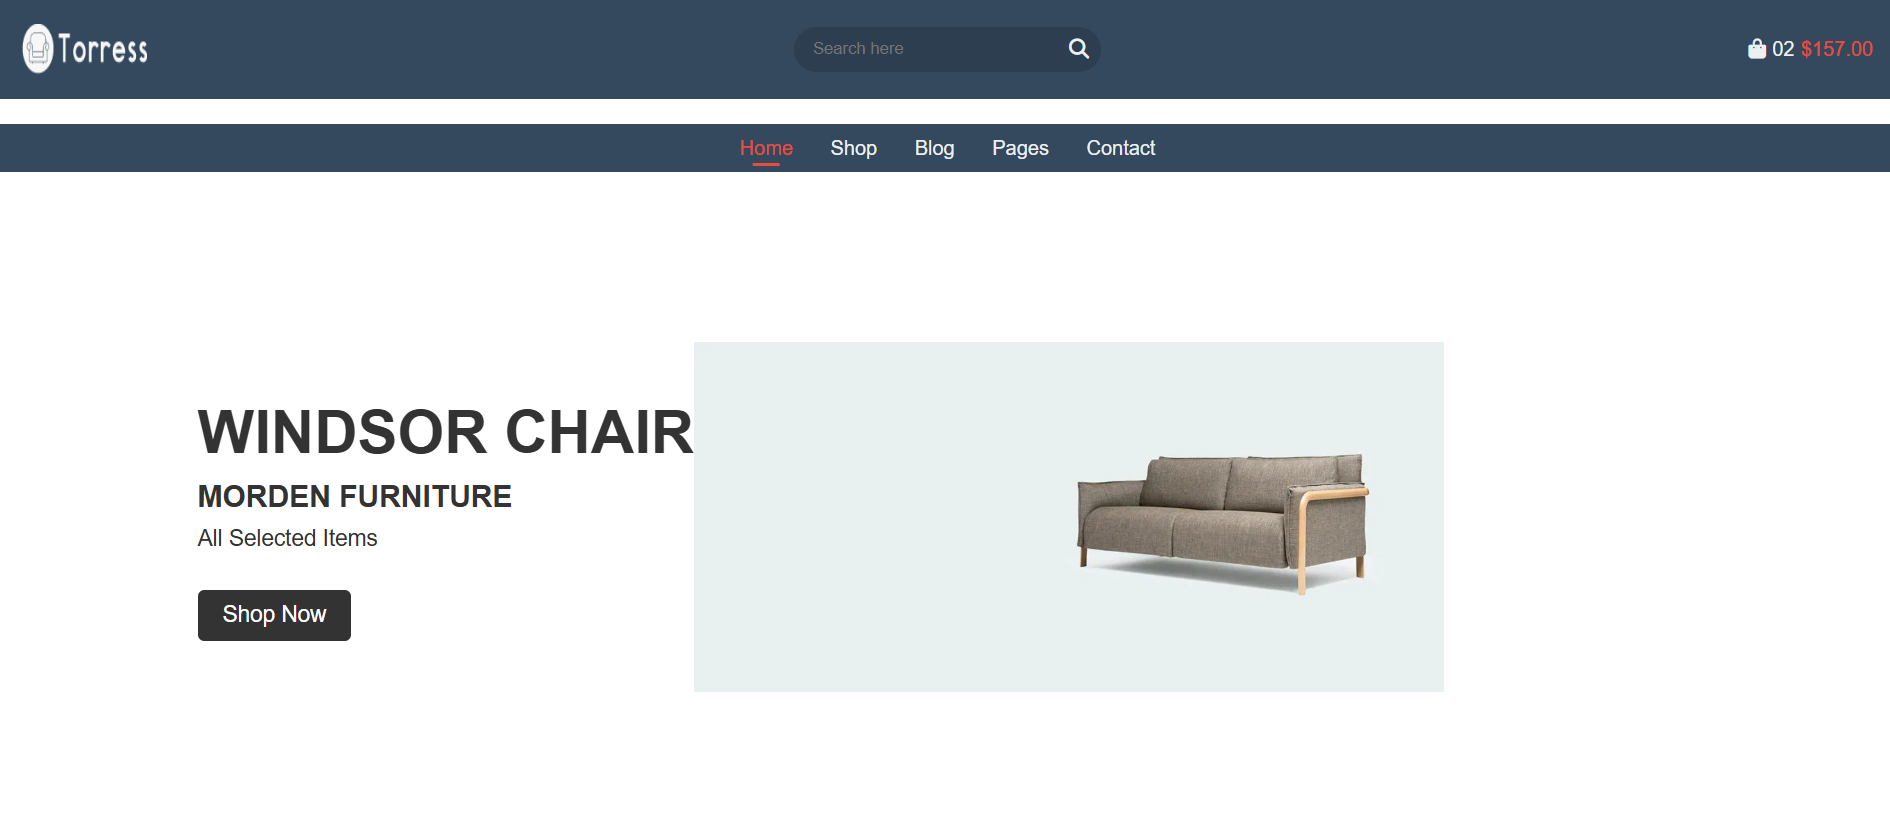 Torress
Search here
02 $157.00
Home Shop Blog Pages Contact
WINDSOR CHAIR
MORDEN FURNITURE
All Selected Items
Shop Now